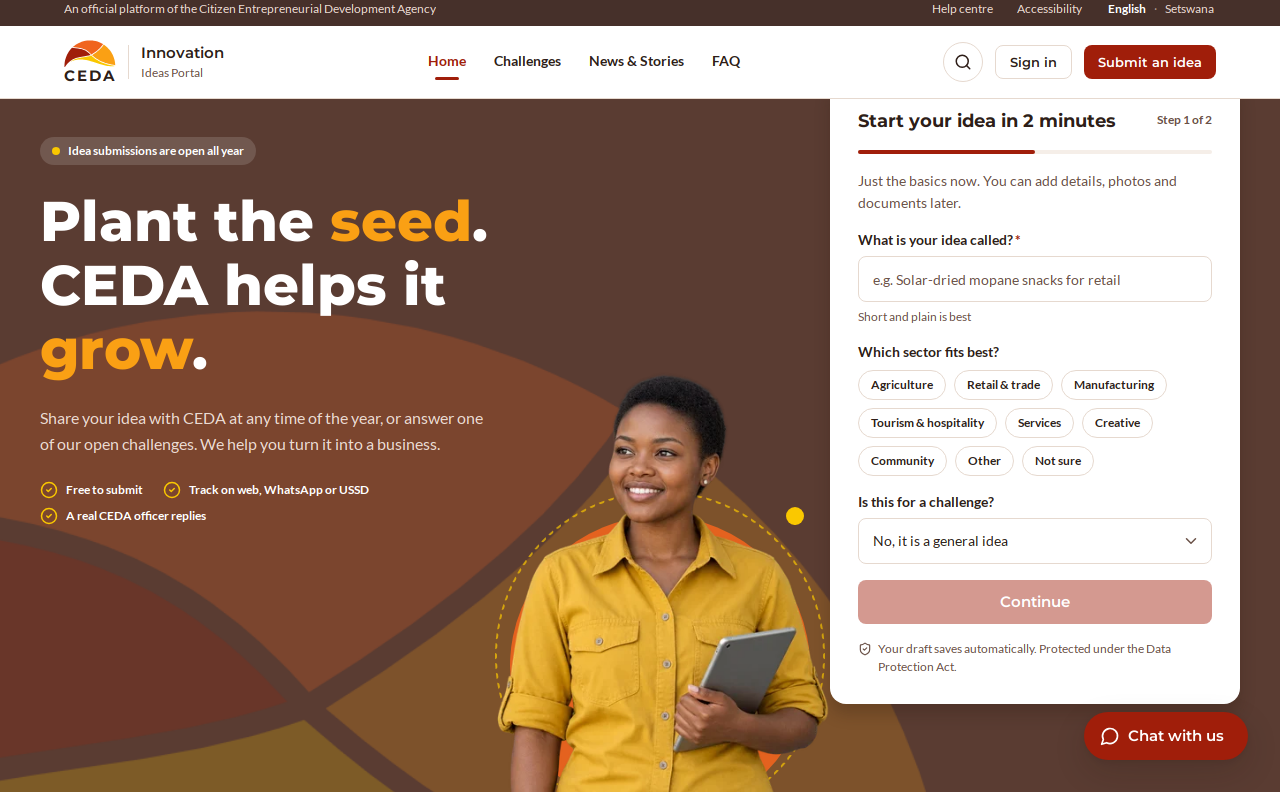 An official platform of the Citizen Entrepreneurial Development Agency
Help centre
Accessibility
English · Setswana
CEDA
Innovation
Ideas Portal
Home
Challenges
News & Stories
FAQ
Sign in
Submit an idea
Idea submissions are open all year
Plant the seed.
CEDA helps it
grow.
Share your idea with CEDA at any time of the year, or answer one
of our open challenges. We help you turn it into a business.
Free to submit
Track on web, WhatsApp or USSD
A real CEDA officer replies
Start your idea in 2 minutes
Step 1 of 2
Just the basics now. You can add details, photos and
documents later.
What is your idea called? *
e.g. Solar-dried mopane snacks for retail
Short and plain is best
Which sector fits best?
Agriculture
Retail & trade
Manufacturing
Tourism & hospitality
Services
Creative
Community
Other
Not sure
Is this for a challenge?
No, it is a general idea
Continue
Your draft saves automatically. Protected under the Data
Protection Act.
Chat with us